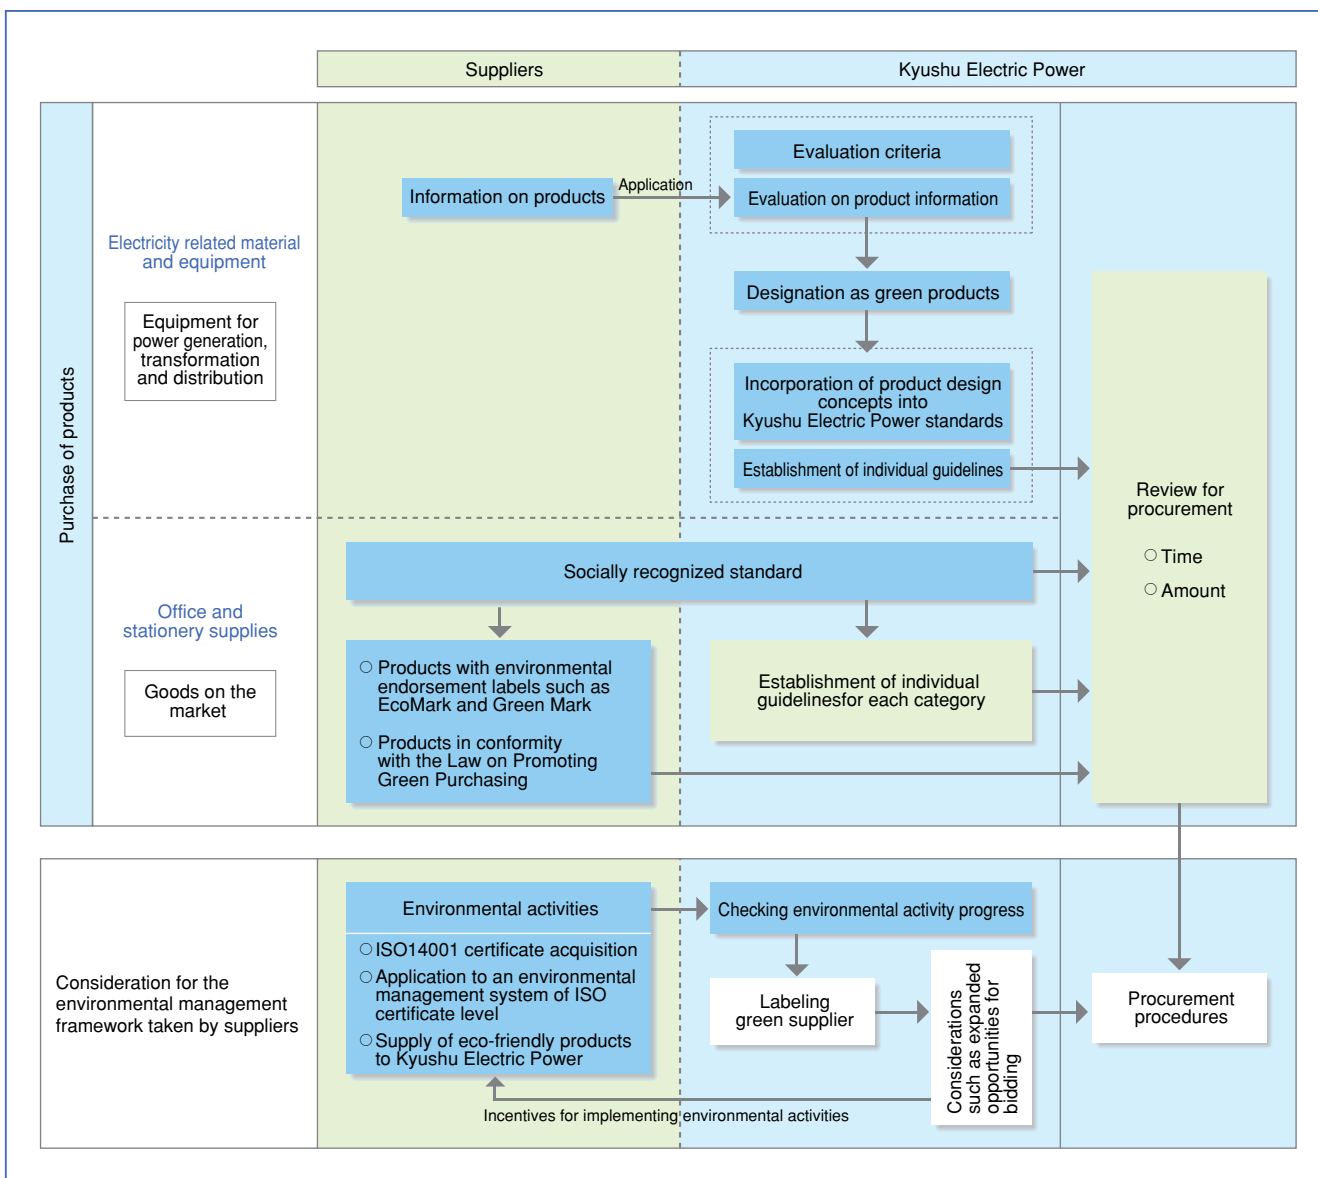 Suppliers
Kyushu Electric Power
Purchase of products
Electricity related material
and equipment
Equipment for
power generation,
transformation
and distribution
Information on products
Application
Evaluation criteria
Evaluation on product information
Designation as green products
Incorporation of product design
concepts into
Kyushu Electric Power standards
Establishment of individual guidelines
Review for
procurement
○ Time
○ Amount
Office and
stationery supplies
Goods on the
market
Socially recognized standard
○ Products with environmental
endorsement labels such as
EcoMark and Green Mark
○ Products in conformity
with the Law on Promoting
Green Purchasing
Establishment of individual
guidelinesfor each category
Consideration for the
environmental management
framework taken by suppliers
Environmental activities
○ ISO14001 certificate acquisition
○ Application to an environmental
management system of ISO
certificate level
○ Supply of eco-friendly products
to Kyushu Electric Power
Checking environmental activity progress
Labeling
green supplier
Considerations
such as expanded
opportunities for
bidding
Procurement
procedures
Incentives for implementing environmental activities